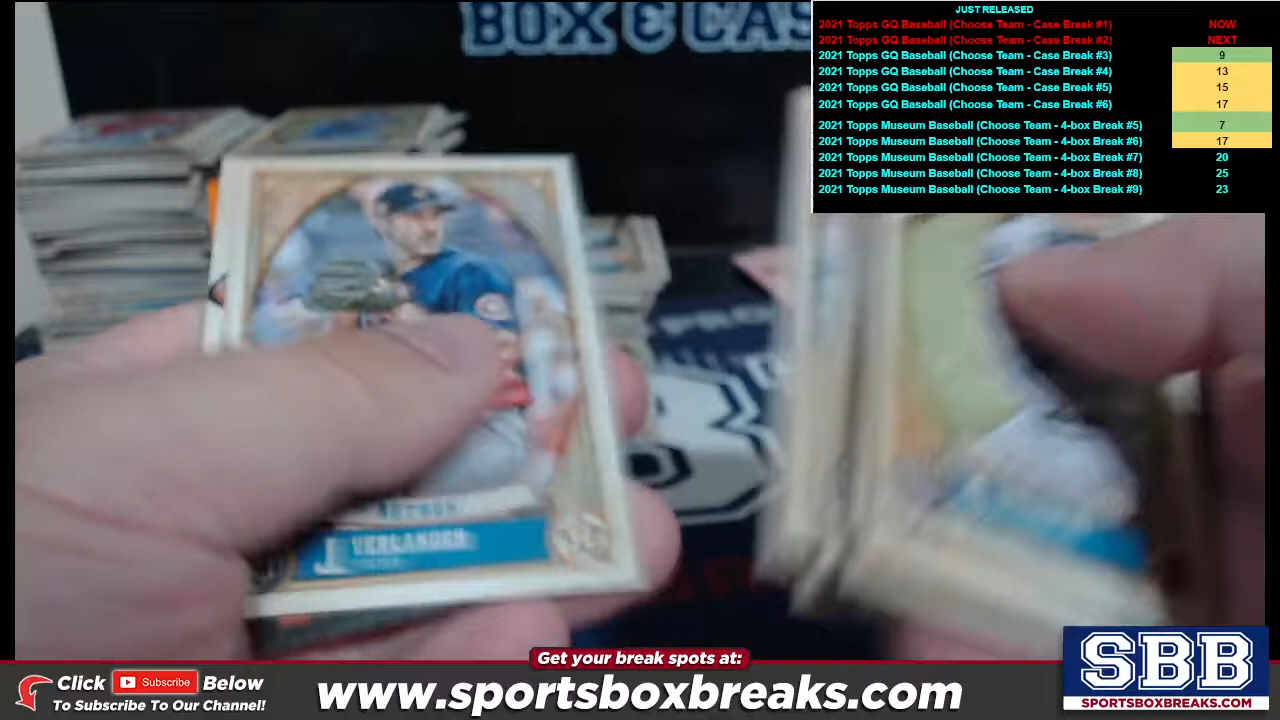 BOX & CAS
JUST RELEASED
2021 Topps GQ Baseball (Choose Team - Case Break #1) NOW
2021 Topps GQ Baseball (Choose Team - Case Break #2) NEXT
2021 Topps GQ Baseball (Choose Team - Case Break #3) 9
2021 Topps GQ Baseball (Choose Team - Case Break #4) 13
2021 Topps GQ Baseball (Choose Team - Case Break #5) 15
2021 Topps GQ Baseball (Choose Team - Case Break #6) 17
2021 Topps Museum Baseball (Choose Team - 4-box Break #5) 7
2021 Topps Museum Baseball (Choose Team - 4-box Break #6) 17
2021 Topps Museum Baseball (Choose Team - 4-box Break #7) 20
2021 Topps Museum Baseball (Choose Team - 4-box Break #8) 25
2021 Topps Museum Baseball (Choose Team - 4-box Break #9) 23
J. VERLANDER
Get your break spots at:
Click Subscribe Below
To Subscribe To Our Channel!
www.sportsboxbreaks.com
SBB
SPORTSBOXBREAKS.COM